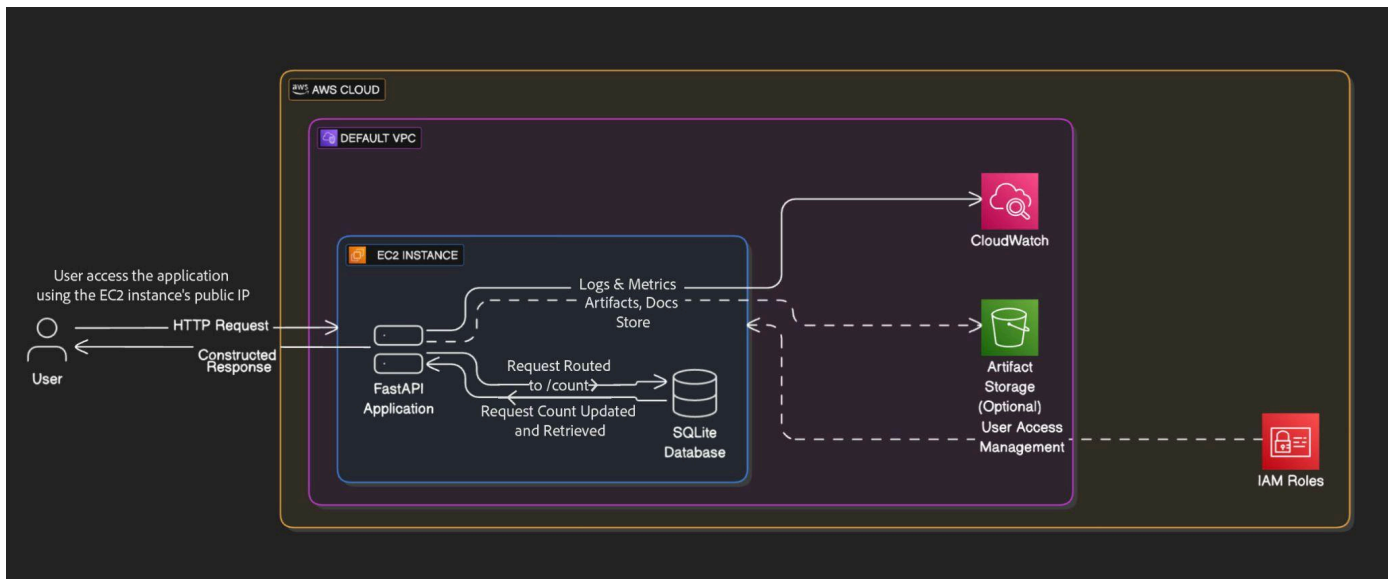 aws AWS CLOUD
DEFAULT VPC
CloudWatch
EC2 INSTANCE
User access the application
using the EC2 instance's public IP
Logs & Metrics
Artifacts, Docs
Store
HTTP Request
Constructed
Response
User
FastAPI
Application
Request Routed
to /count
Request Count Updated
and Retrieved
SQLite
Database
Artifact
Storage
(Optional)
User Access
Management
IAM Roles